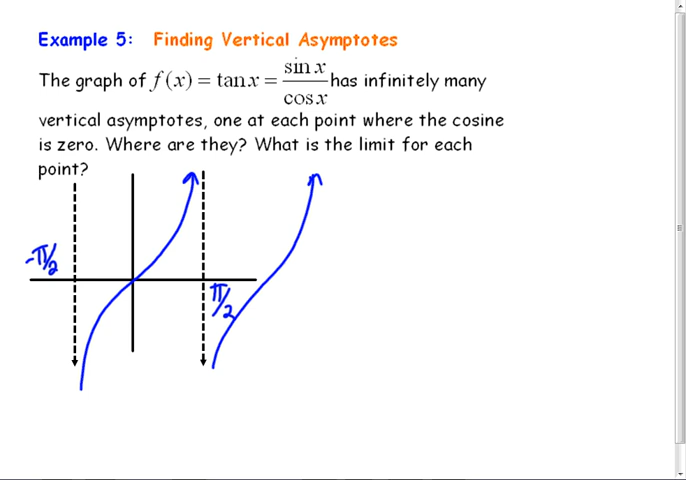 Example 5: Finding Vertical Asymptotes
The graph of f(x) = tan x = sin x / cos x has infinitely many
vertical asymptotes, one at each point where the cosine
is zero. Where are they? What is the limit for each
point?
-π/2
π/2